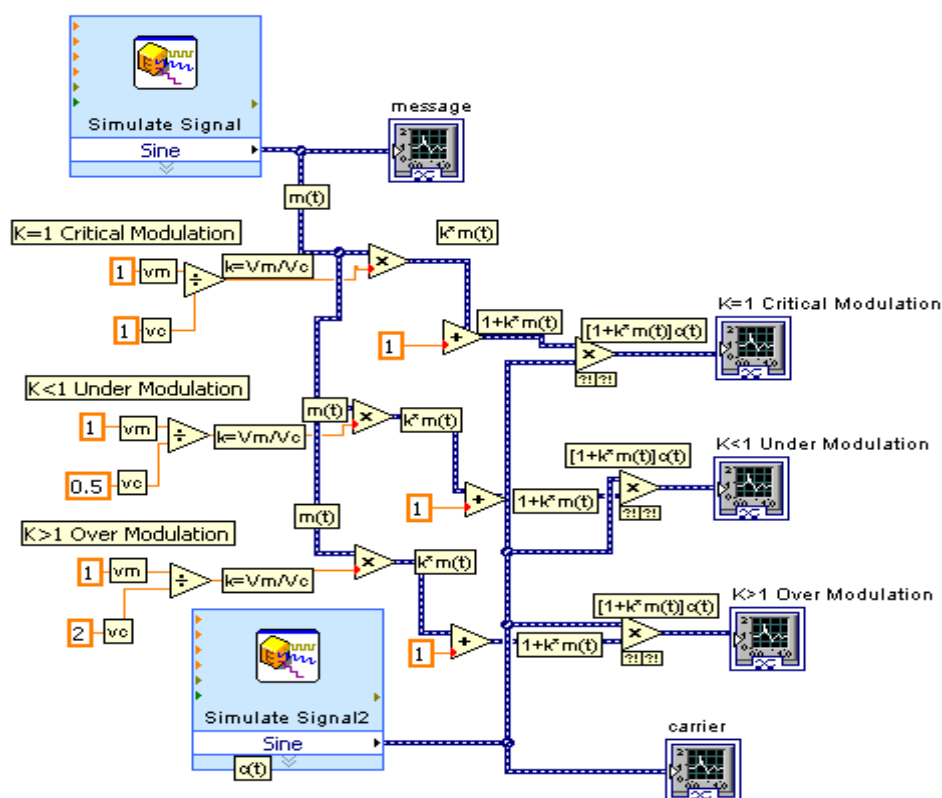 message
Simulate Signal
Sine
m(t)
K=1 Critical Modulation
k*m(t)
1 vm
÷
k=Vm/Vc
×
1 vc
K=1 Critical Modulation
1
+
1+k*m(t)
[1+k*m(t)]c(t)
×
?! ?!
K<1 Under Modulation
1 vm
÷
k=Vm/Vc
m(t)
×
k*m(t)
K<1 Under Modulation
[1+k*m(t)]c(t)
0.5 vc
1
+
1+k*m(t)
×
?! ?!
m(t)
K>1 Over Modulation
1 vm
÷
k=Vm/Vc
×
k*m(t)
K>1 Over Modulation
[1+k*m(t)]c(t)
2 vc
1
+
1+k*m(t)
×
?! ?!
Simulate Signal2
Sine
c(t)
carrier